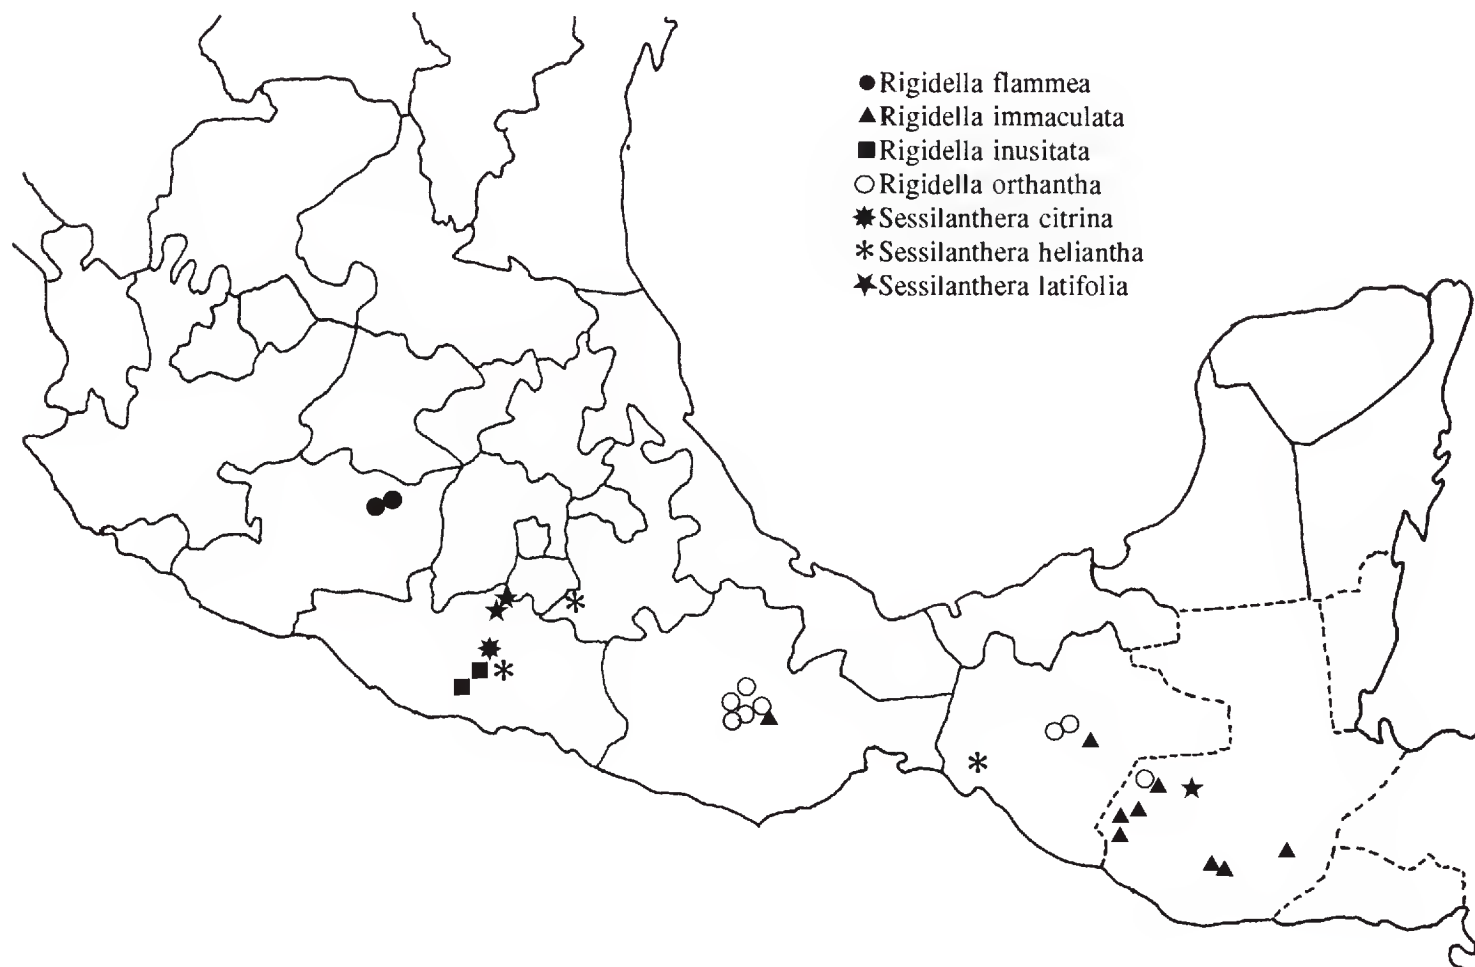 Rigidella flammea
Rigidella immaculata
Rigidella inusitata
Rigidella orthantha
Sessilanthera citrina
Sessilanthera heliantha
Sessilanthera latifolia